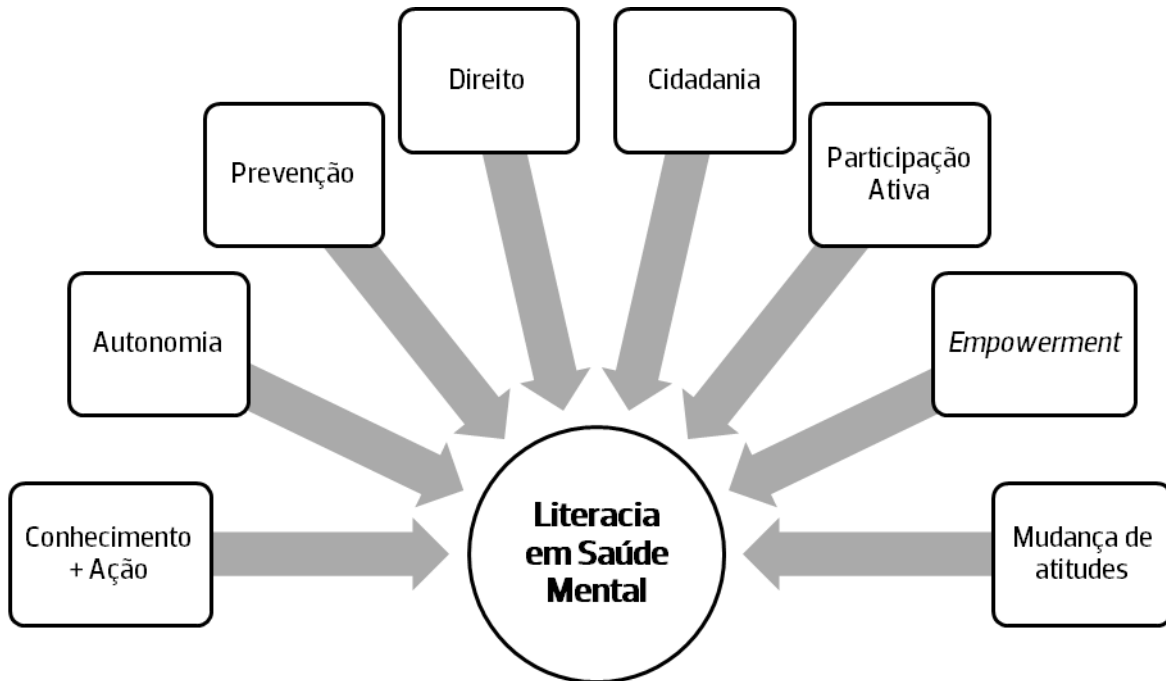 Direito
Cidadania
Prevenção
Participação
Ativa
Autonomia
Empowerment
Conhecimento
+ Ação
Literacia
em Saúde
Mental
Mudança de
atitudes